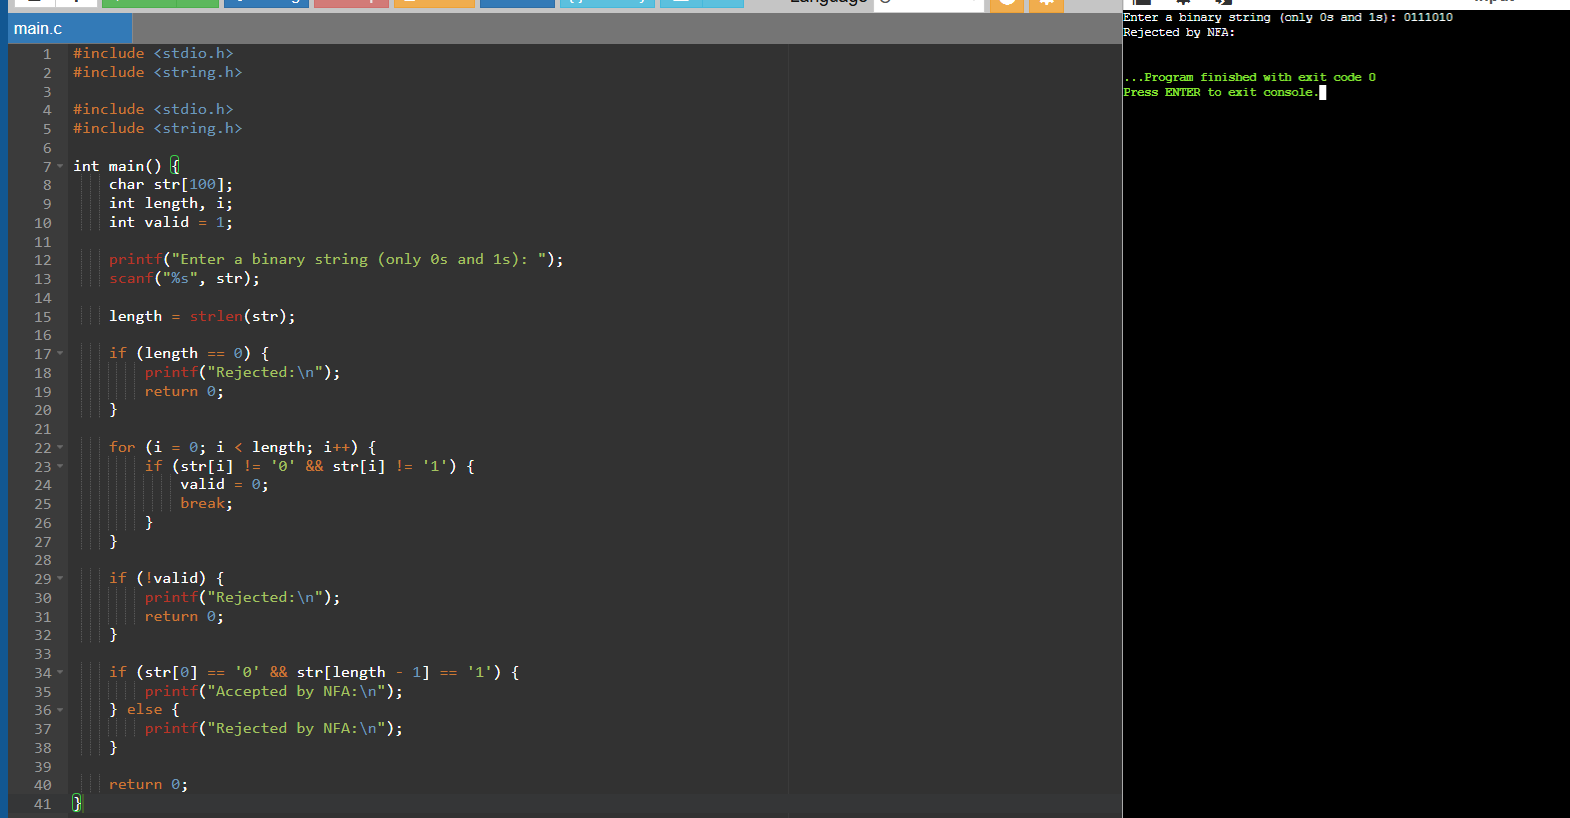 Language
main.c
1 #include <stdio.h>
2 #include <string.h>
3
4 #include <stdio.h>
5 #include <string.h>
6
7 int main() {
8     char str[100];
9     int length, i;
10     int valid = 1;
11
12     printf("Enter a binary string (only 0s and 1s): ");
13     scanf("%s", str);
14
15     length = strlen(str);
16
17     if (length == 0) {
18         printf("Rejected:\n");
19         return 0;
20     }
21
22     for (i = 0; i < length; i++) {
23         if (str[i] != '0' && str[i] != '1') {
24             valid = 0;
25             break;
26         }
27     }
28
29     if (!valid) {
30         printf("Rejected:\n");
31         return 0;
32     }
33
34     if (str[0] == '0' && str[length - 1] == '1') {
35         printf("Accepted by NFA:\n");
36     } else {
37         printf("Rejected by NFA:\n");
38     }
39
40     return 0;
41 }
Enter a binary string (only 0s and 1s): 0111010
Rejected by NFA:
...Program finished with exit code 0
Press ENTER to exit console.